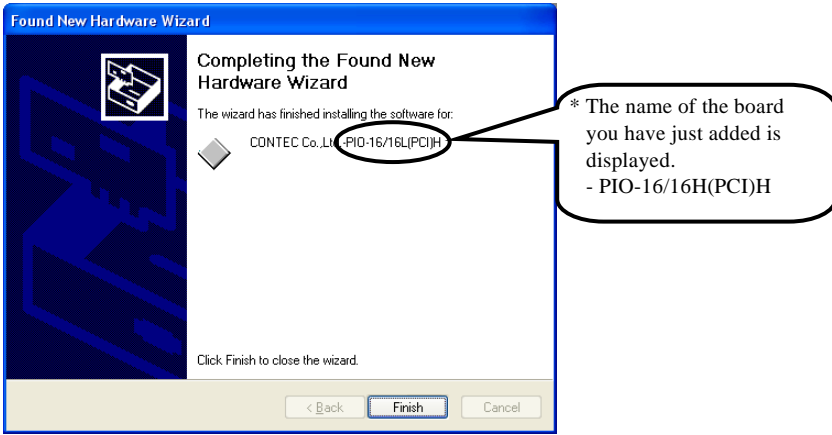 Found New Hardware Wizard
Completing the Found New
Hardware Wizard
The wizard has finished installing the software for:
CONTEC Co.,Ltd.-PIO-16/16L(PCI)H
Click Finish to close the wizard.
< Back
Finish
Cancel
* The name of the board
you have just added is
displayed.
- PIO-16/16H(PCI)H